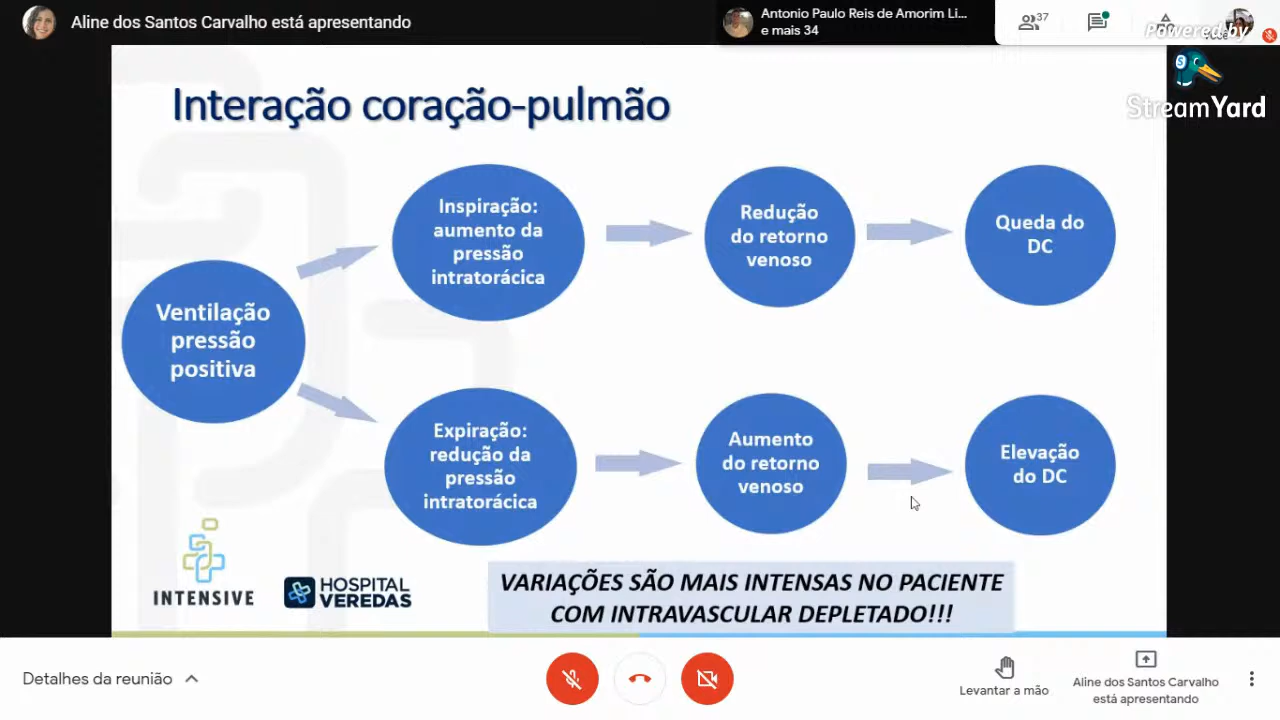 Aline dos Santos Carvalho está apresentando
Antonio Paulo Reis de Amorim Li...
e mais 34
37
Powered by
StreamYard
Interação coração-pulmão
Ventilação
pressão
positiva
Inspiração:
aumento da
pressão
intratorácica
Redução
do retorno
venoso
Queda do
DC
Expiração:
redução da
pressão
intratorácica
Aumento
do retorno
venoso
Elevação
do DC
INTENSIVE
HOSPITAL
VEREDAS
VARIAÇÕES SÃO MAIS INTENSAS NO PACIENTE
COM INTRAVASCULAR DEPLETADO!!!
Detalhes da reunião
Levantar a mão
Aline dos Santos Carvalho
está apresentando